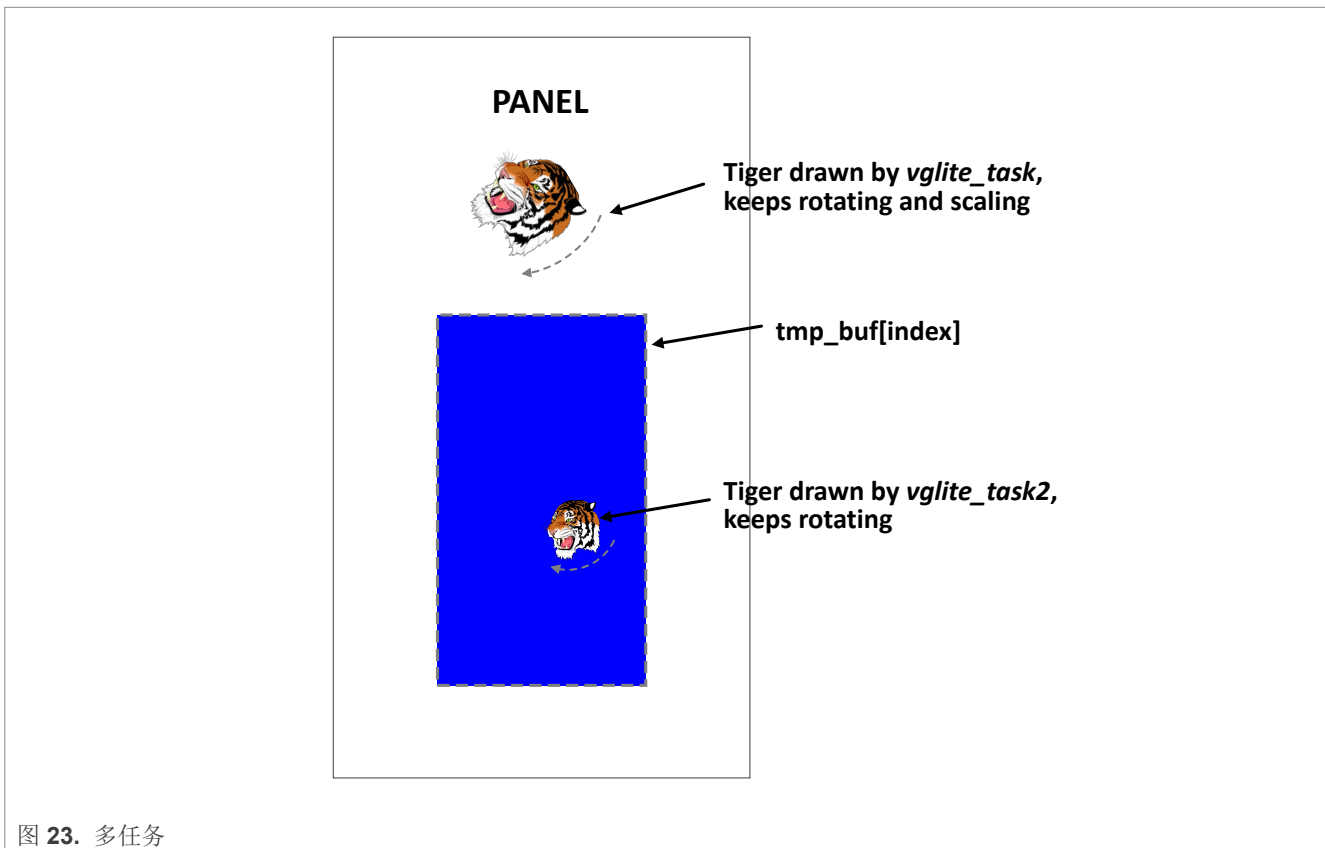 PANEL
Tiger drawn by vglite_task,
keeps rotating and scaling
tmp_buf[index]
Tiger drawn by vglite_task2,
keeps rotating
图 23. 多任务